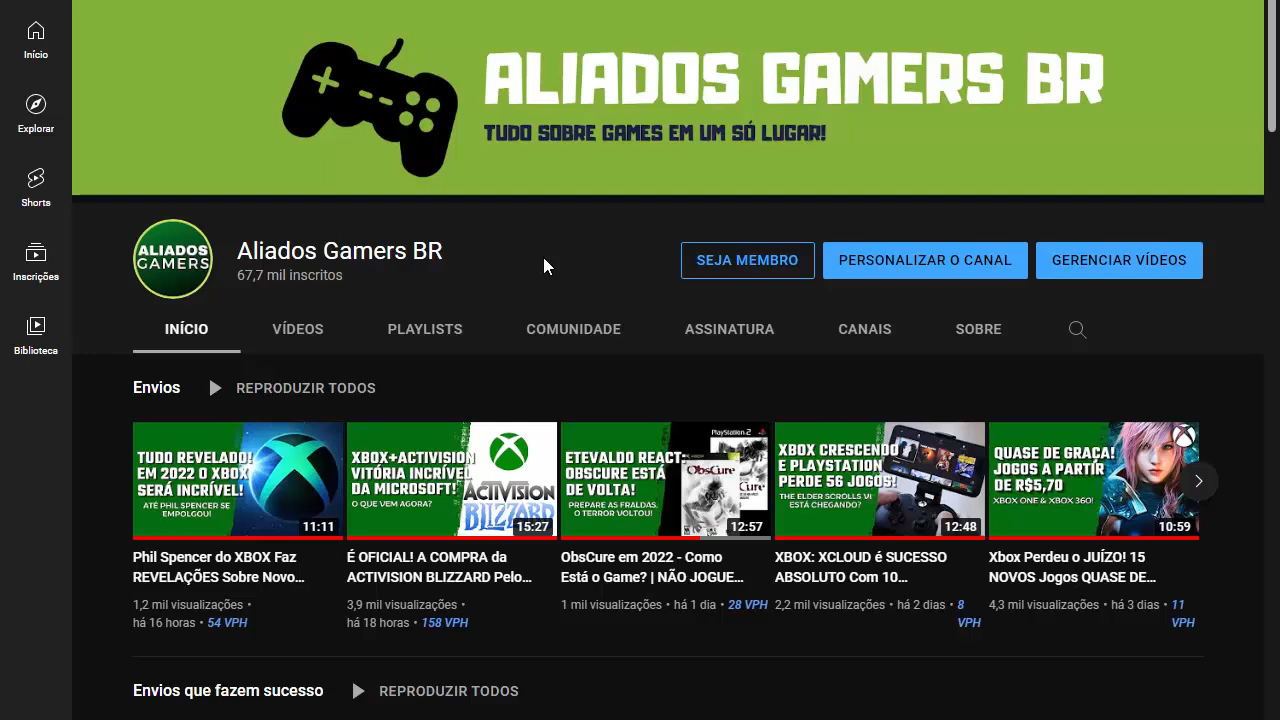 Início
Explorar
Shorts
Inscrições
Biblioteca
ALIADOS GAMERS BR
TUDO SOBRE GAMES EM UM SÓ LUGAR!
ALIADOS
GAMERS
Aliados Gamers BR
67,7 mil inscritos
SEJA MEMBRO
PERSONALIZAR O CANAL
GERENCIAR VÍDEOS
INÍCIO
VÍDEOS
PLAYLISTS
COMUNIDADE
ASSINATURA
CANAIS
SOBRE
Envios
REPRODUZIR TODOS
TUDO REVELADO!
EM 2022 O XBOX
SERÁ INCRÍVEL!
ATÉ PHIL SPENCER SE
EMPOLGOU!
11:11
Phil Spencer do XBOX Faz
REVELAÇÕES Sobre Novo...
1,2 mil visualizações •
há 16 horas • 54 VPH
XBOX+ACTIVISION
VITÓRIA INCRÍVEL
DA MICROSOFT!
O QUE VEM AGORA?
ACTIVISION
BLIZZARD
15:27
É OFICIAL! A COMPRA da
ACTIVISION BLIZZARD Pelo...
3,9 mil visualizações •
há 18 horas • 158 VPH
ETEVALDO REACT:
OBSCURE ESTÁ
DE VOLTA!
PREPARE AS FRALDAS,
O TERROR VOLTOU!
PlayStation 2
ObsCure
12:57
ObsCure em 2022 - Como
Está o Game? | NÃO JOGUE...
1 mil visualizações • há 1 dia • 28 VPH
XBOX CRESCENDO
E PLAYSTATION
PERDE 56 JOGOS!
THE ELDER SCROLLS VI
ESTÁ CHEGANDO?
12:48
XBOX: XCLOUD é SUCESSO
ABSOLUTO Com 10...
2,2 mil visualizações • há 2 dias • 8
VPH
QUASE DE GRAÇA!
JOGOS A PARTIR
DE R$5,70
XBOX ONE & XBOX 360!
10:59
Xbox Perdeu o JUÍZO! 15
NOVOS Jogos QUASE DE...
4,3 mil visualizações • há 3 dias • 11
VPH
Envios que fazem sucesso
REPRODUZIR TODOS